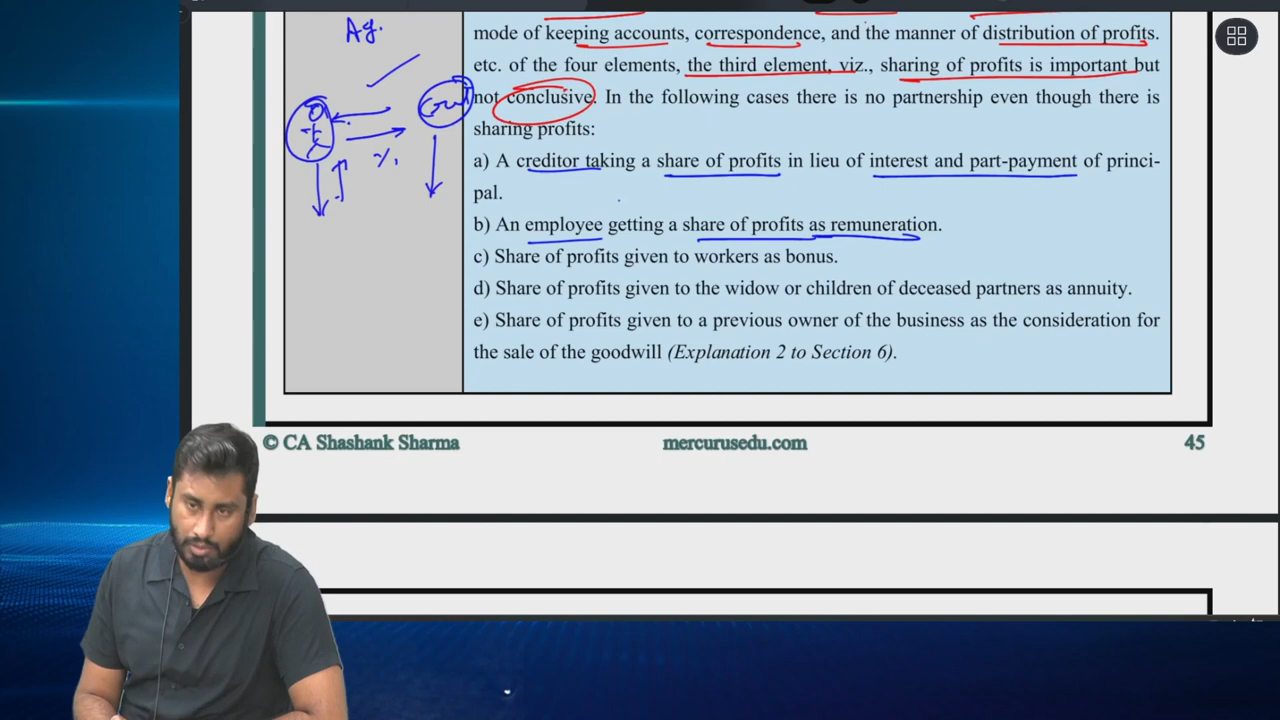 Ag.
mode of keeping accounts, correspondence, and the manner of distribution of profits.
etc. of the four elements, the third element, viz., sharing of profits is important but
not conclusive. In the following cases there is no partnership even though there is
sharing profits:
a) A creditor taking a share of profits in lieu of interest and part-payment of princi-
pal.
b) An employee getting a share of profits as remuneration.
c) Share of profits given to workers as bonus.
d) Share of profits given to the widow or children of deceased partners as annuity.
e) Share of profits given to a previous owner of the business as the consideration for
the sale of the goodwill (Explanation 2 to Section 6).
%
© CA Shashank Sharma mercurusedu.com 45